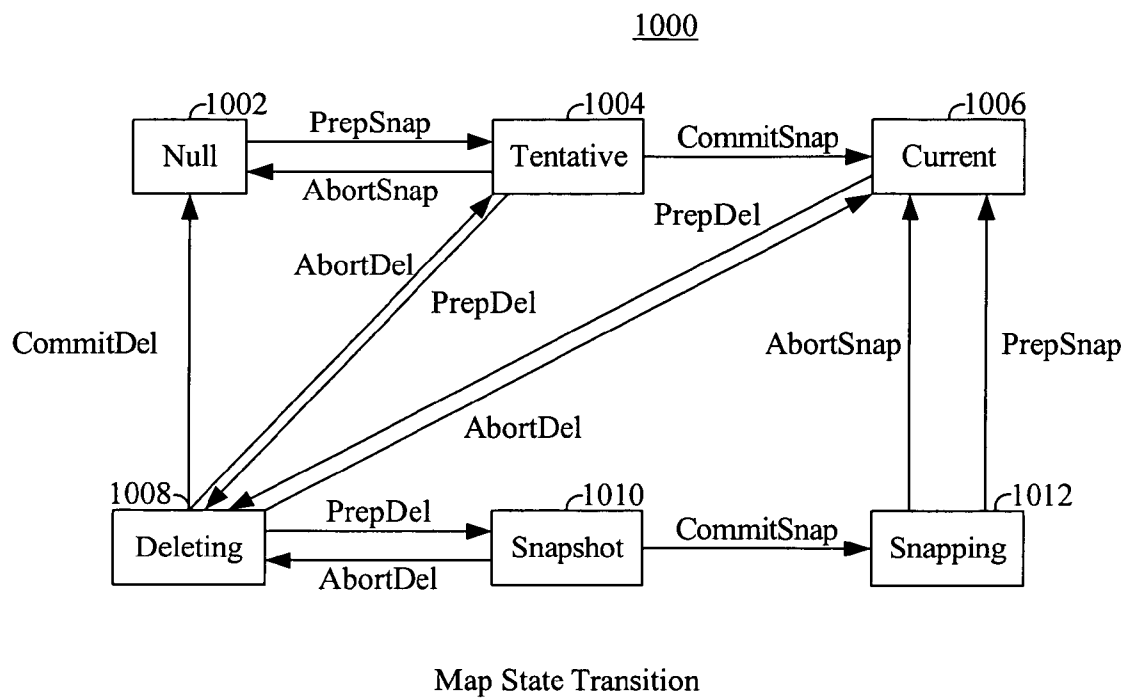 1000
1002
1004
1006
PrepSnap
CommitSnap
Null
Tentative
Current
AbortSnap
PrepDel
AbortDel
PrepDel
CommitDel
AbortSnap
PrepSnap
AbortDel
1008
1010
1012
PrepDel
CommitSnap
Deleting
Snapshot
Snapping
AbortDel
Map State Transition